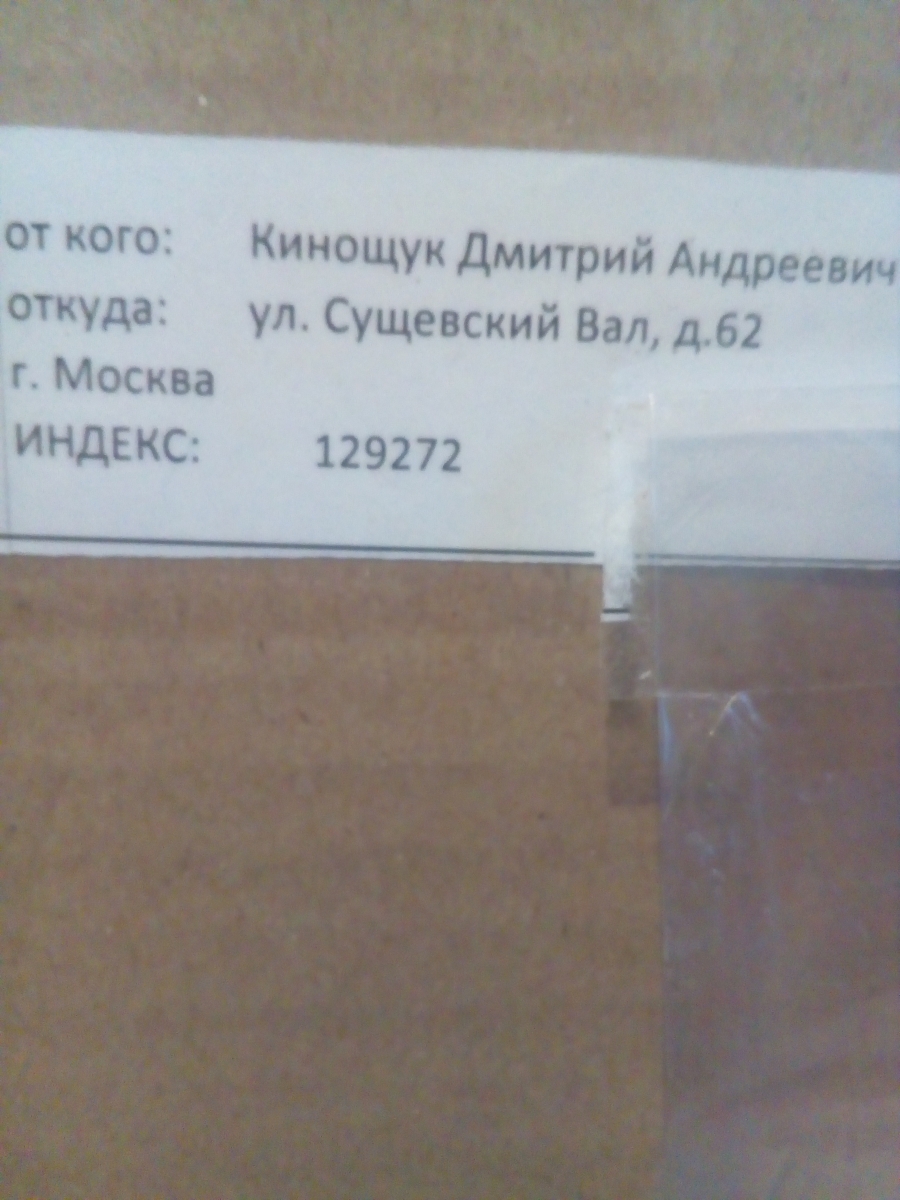 от кого: Кинощук Дмитрий Андреевич
откуда: ул. Сущевский Вал, д.62
г. Москва
ИНДЕКС: 129272